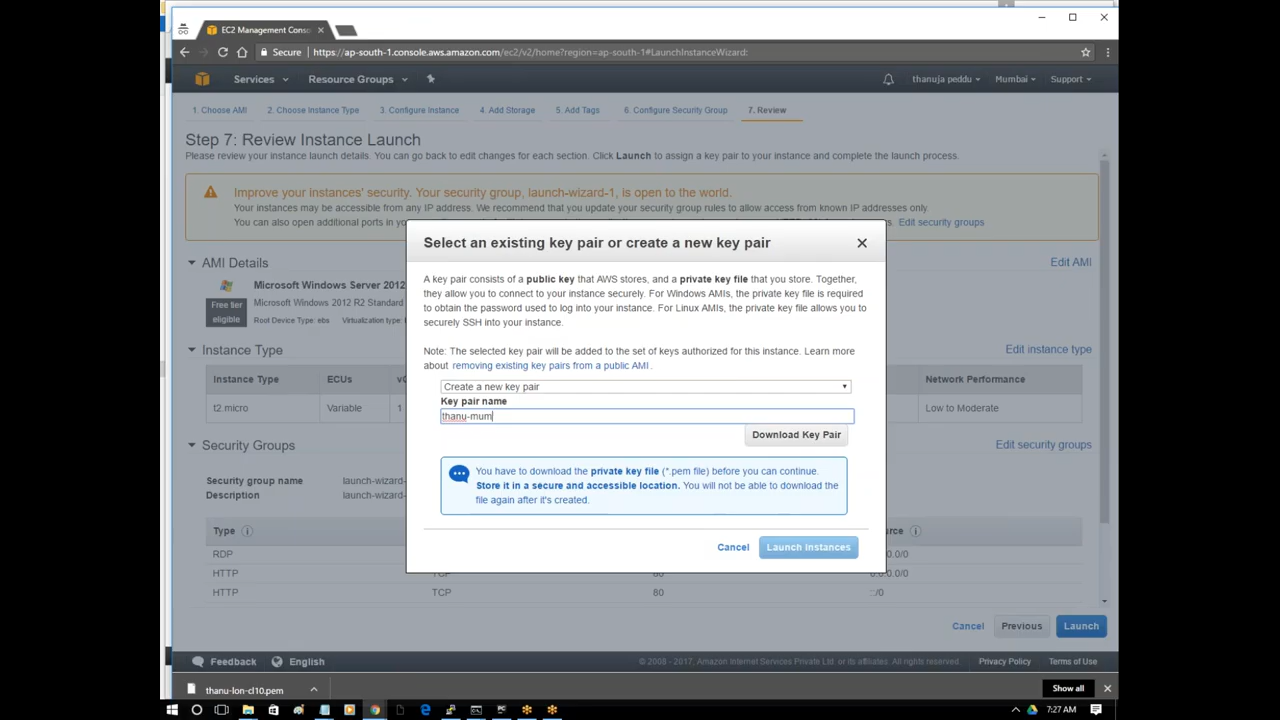 EC2 Management Conso
Secure
https://ap-south-1.console.aws.amazon.com/ec2/v2/home?region=ap-south-1#LaunchInstanceWizard:
Services
Resource Groups
thanuja peddu
Mumbai
Support
1. Choose AMI
2. Choose Instance Type
3. Configure Instance
4. Add Storage
5. Add Tags
6. Configure Security Group
7. Review
Step 7: Review Instance Launch
Please review your instance launch details. You can go back to edit changes for each section. Click Launch to assign a key pair to your instance and complete the launch process.
Improve your instances' security. Your security group, launch-wizard-1, is open to the world.
Your instances may be accessible from any IP address. We recommend that you update your security group rules to allow access from known IP addresses only.
You can also open additional ports in you
Edit security groups
AMI Details
Edit AMI
Microsoft Windows Server 2012
Free tier
eligible
Microsoft Windows 2012 R2 Standard
Root Device Type: ebs
Virtualization type:
Instance Type
Edit instance type
Instance Type
ECUs
Network Performance
t2.micro
Variable
1
Low to Moderate
Security Groups
Edit security groups
Security group name
launch-wizard-
Description
launch-wizard-
Type
rce
RDP
0.0.0.0/0
HTTP
TCP
80
0.0.0.0/0
HTTP
TCP
80
::/0
Select an existing key pair or create a new key pair
A key pair consists of a public key that AWS stores, and a private key file that you store. Together,
they allow you to connect to your instance securely. For Windows AMIs, the private key file is required
to obtain the password used to log into your instance. For Linux AMIs, the private key file allows you to
securely SSH into your instance.
Note: The selected key pair will be added to the set of keys authorized for this instance. Learn more
about removing existing key pairs from a public AMI .
Create a new key pair
Key pair name
thanu-mum
Download Key Pair
You have to download the private key file (*.pem file) before you can continue.
Store it in a secure and accessible location. You will not be able to download the
file again after it's created.
Cancel
Launch Instances
Cancel
Previous
Launch
Feedback
English
© 2008 - 2017, Amazon Internet Services Private Ltd. or its affiliates. All rights reserved.
Privacy Policy
Terms of Use
thanu-lon-cl10.pem
Show all
7:27 AM